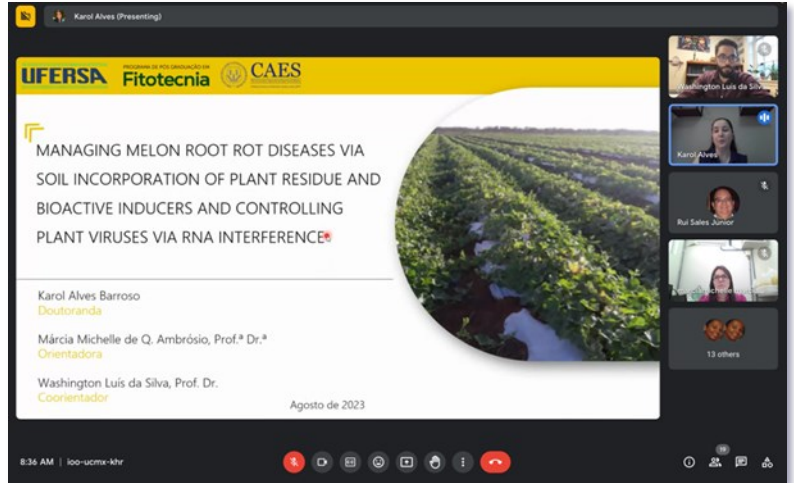 Karol Alves (Presenting)
UFERSA
PROGRAMA DE PÓS GRADUAÇÃO EM
Fitotecnia
CAES
MANAGING MELON ROOT ROT DISEASES VIA
SOIL INCORPORATION OF PLANT RESIDUE AND
BIOACTIVE INDUCERS AND CONTROLLING
PLANT VIRUSES VIA RNA INTERFERENCE
Karol Alves Barroso
Doutoranda
Márcia Michelle de Q. Ambrósio, Prof.ª Dr.ª
Orientadora
Washington Luís da Silva, Prof. Dr.
Coorientador
Agosto de 2023
Washington Luis da Silv
Karol Alves
Rui Sales Junior
13 others
8:36 AM | ioo-ucmx-khr
19